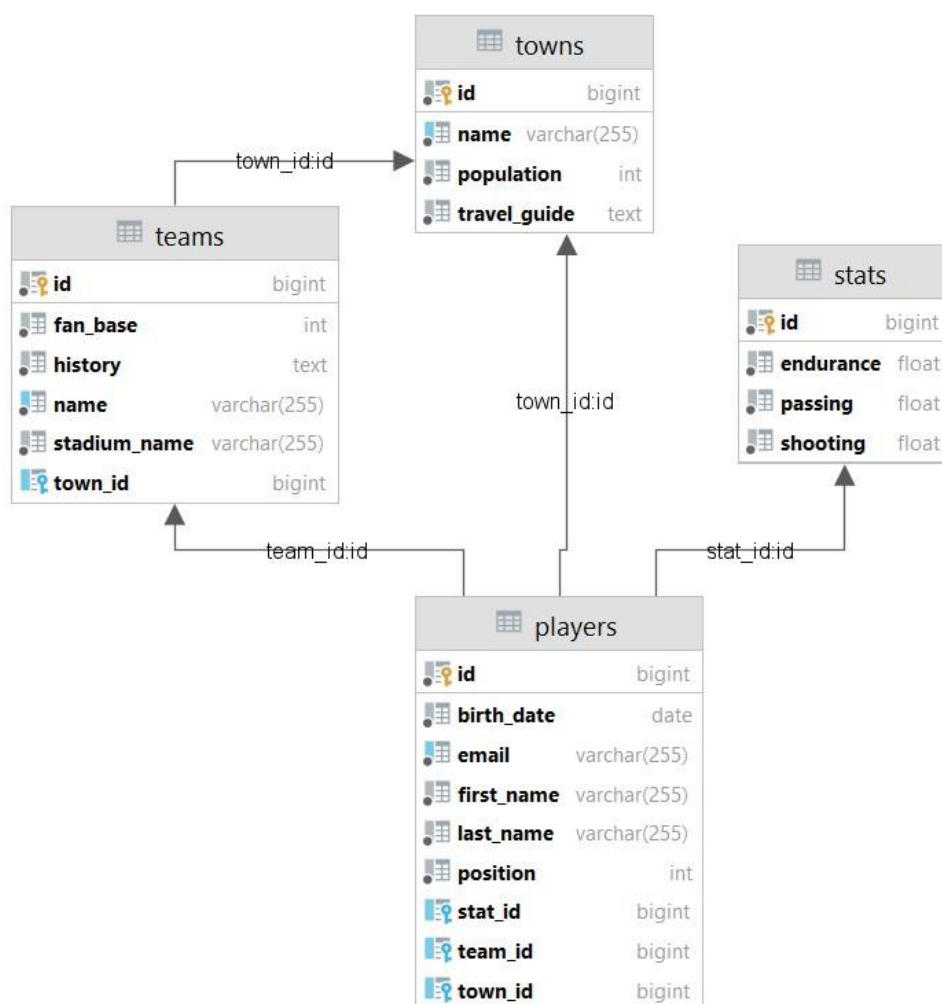 towns
id bigint
name varchar(255)
population int
travel_guide text
town_id:id
teams
id bigint
fan_base int
history text
name varchar(255)
stadium_name varchar(255)
town_id bigint
stats
id bigint
endurance float
passing float
shooting float
town_id:id
team_id:id
stat_id:id
players
id bigint
birth_date date
email varchar(255)
first_name varchar(255)
last_name varchar(255)
position int
stat_id bigint
team_id bigint
town_id bigint